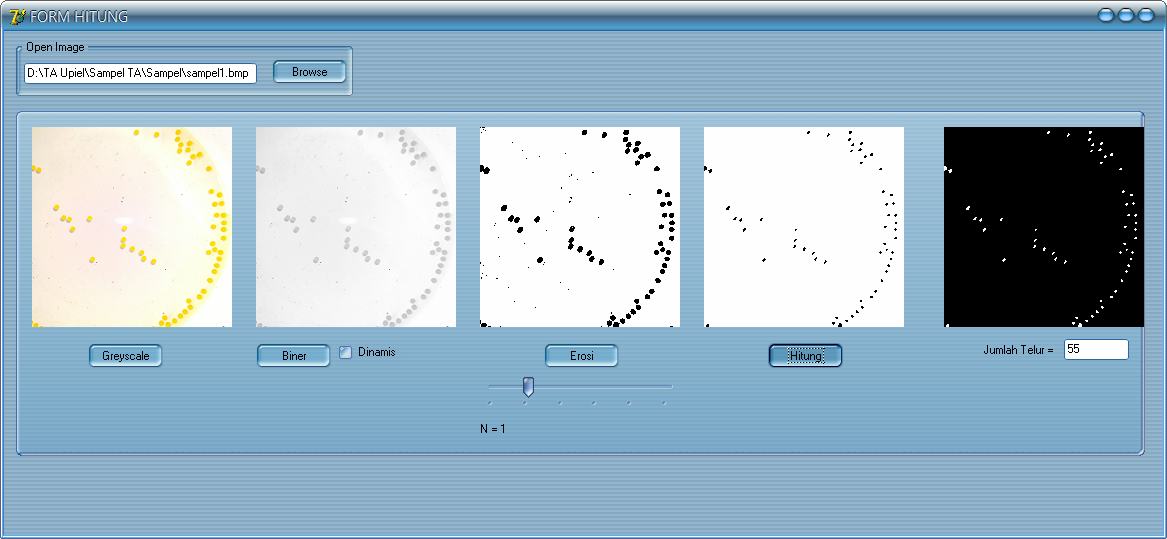 FORM HITUNG
Open Image
D:\TA Upiel\Sampel TA\Sampel\sampel1.bmp
Browse
Greyscale
Biner
Dinamis
Erosi
Hitung
Jumlah Telur =
55
N = 1